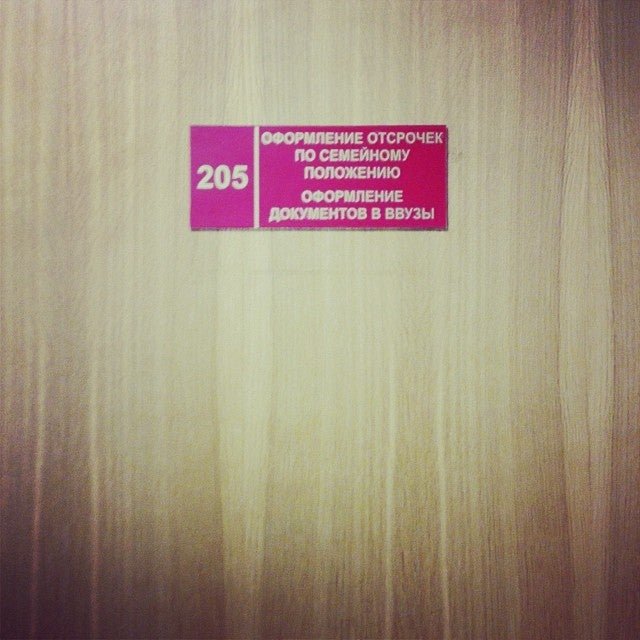 205
ОФОРМЛЕНИЕ ОТСРОЧЕК
ПО СЕМЕЙНОМУ
ПОЛОЖЕНИЮ
ОФОРМЛЕНИЕ
ДОКУМЕНТОВ В ВВУЗЫ